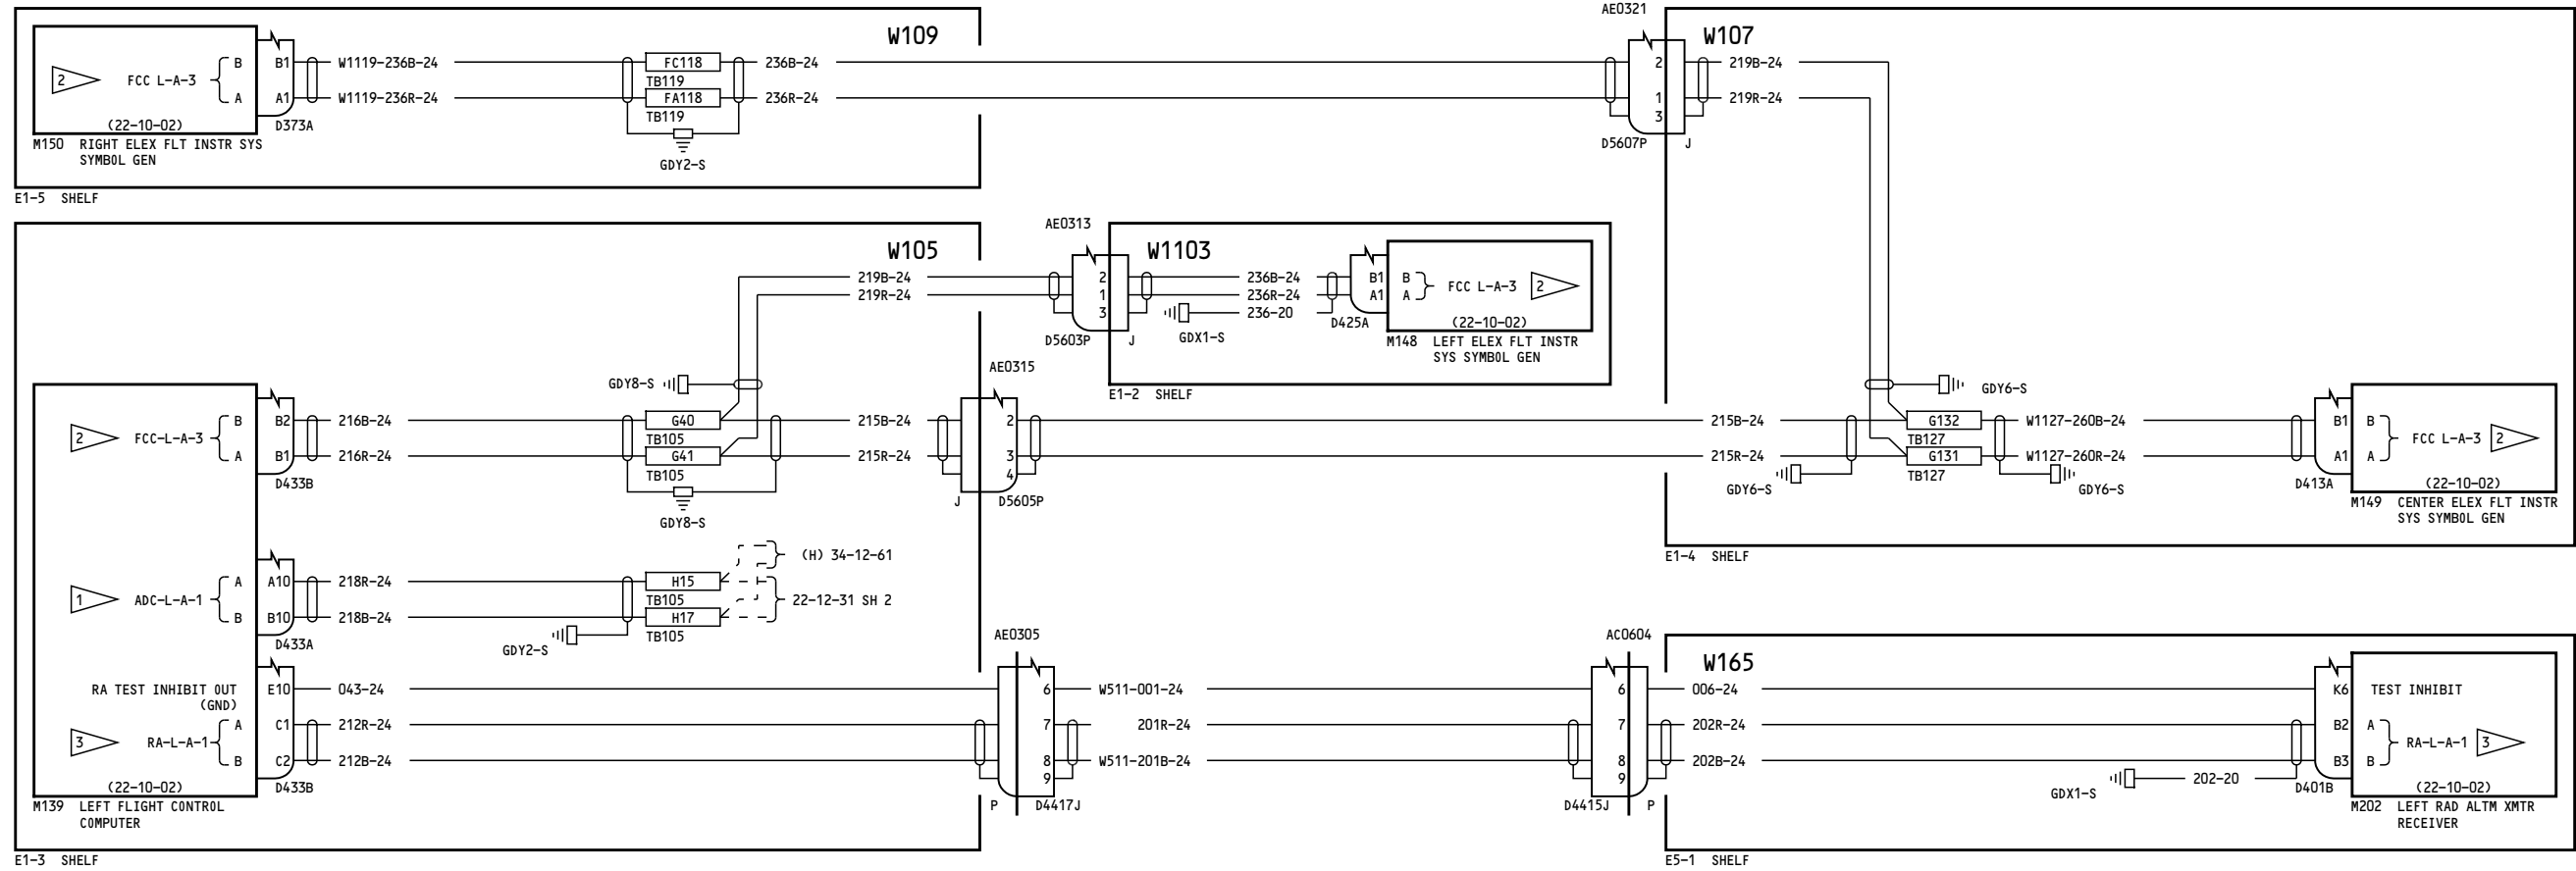 AE0321
W109
W107
2
FCC L-A-3
B
A
B1
A1
W1119-236B-24
W1119-236R-24
FC118
TB119
FA118
TB119
236B-24
236R-24
2
1
3
219B-24
219R-24
(22-10-02)
D373A
GDY2-S
D5607P
J
M150 RIGHT ELEX FLT INSTR SYS
SYMBOL GEN
E1-5 SHELF
AE0313
W105
W1103
219B-24
219R-24
2
1
3
236B-24
236R-24
236-20
GDX1-S
B1
A1
B
A
FCC L-A-3
2
D425A
(22-10-02)
D5603P
J
M148 LEFT ELEX FLT INSTR
SYS SYMBOL GEN
E1-2 SHELF
AE0315
GDY8-S
GDY6-S
2
FCC-L-A-3
B
A
B2
B1
216B-24
216R-24
G40
TB105
G41
TB105
215B-24
215R-24
2
3
4
215B-24
215R-24
G132
TB127
G131
TB127
W1127-260B-24
W1127-260R-24
B1
A1
B
A
FCC L-A-3
2
D433B
GDY8-S
J
D5605P
GDY6-S
GDY6-S
D413A
(22-10-02)
M149 CENTER ELEX FLT INSTR
SYS SYMBOL GEN
E1-4 SHELF
1
ADC-L-A-1
A
B
A10
B10
218R-24
218B-24
H15
TB105
H17
TB105
(H) 34-12-61
22-12-31 SH 2
D433A
GDY2-S
AE0305
AC0604
W165
RA TEST INHIBIT OUT
(GND)
E10
043-24
6
W511-001-24
6
006-24
K6
TEST INHIBIT
3
RA-L-A-1
A
B
C1
C2
212R-24
212B-24
7
8
9
201R-24
W511-201B-24
7
8
9
202R-24
202B-24
202-20
GDX1-S
B2
B3
A
B
RA-L-A-1
3
(22-10-02)
D433B
P
D4417J
D4415J
P
D401B
(22-10-02)
M139 LEFT FLIGHT CONTROL
COMPUTER
M202 LEFT RAD ALTM XMTR
RECEIVER
E1-3 SHELF
E5-1 SHELF